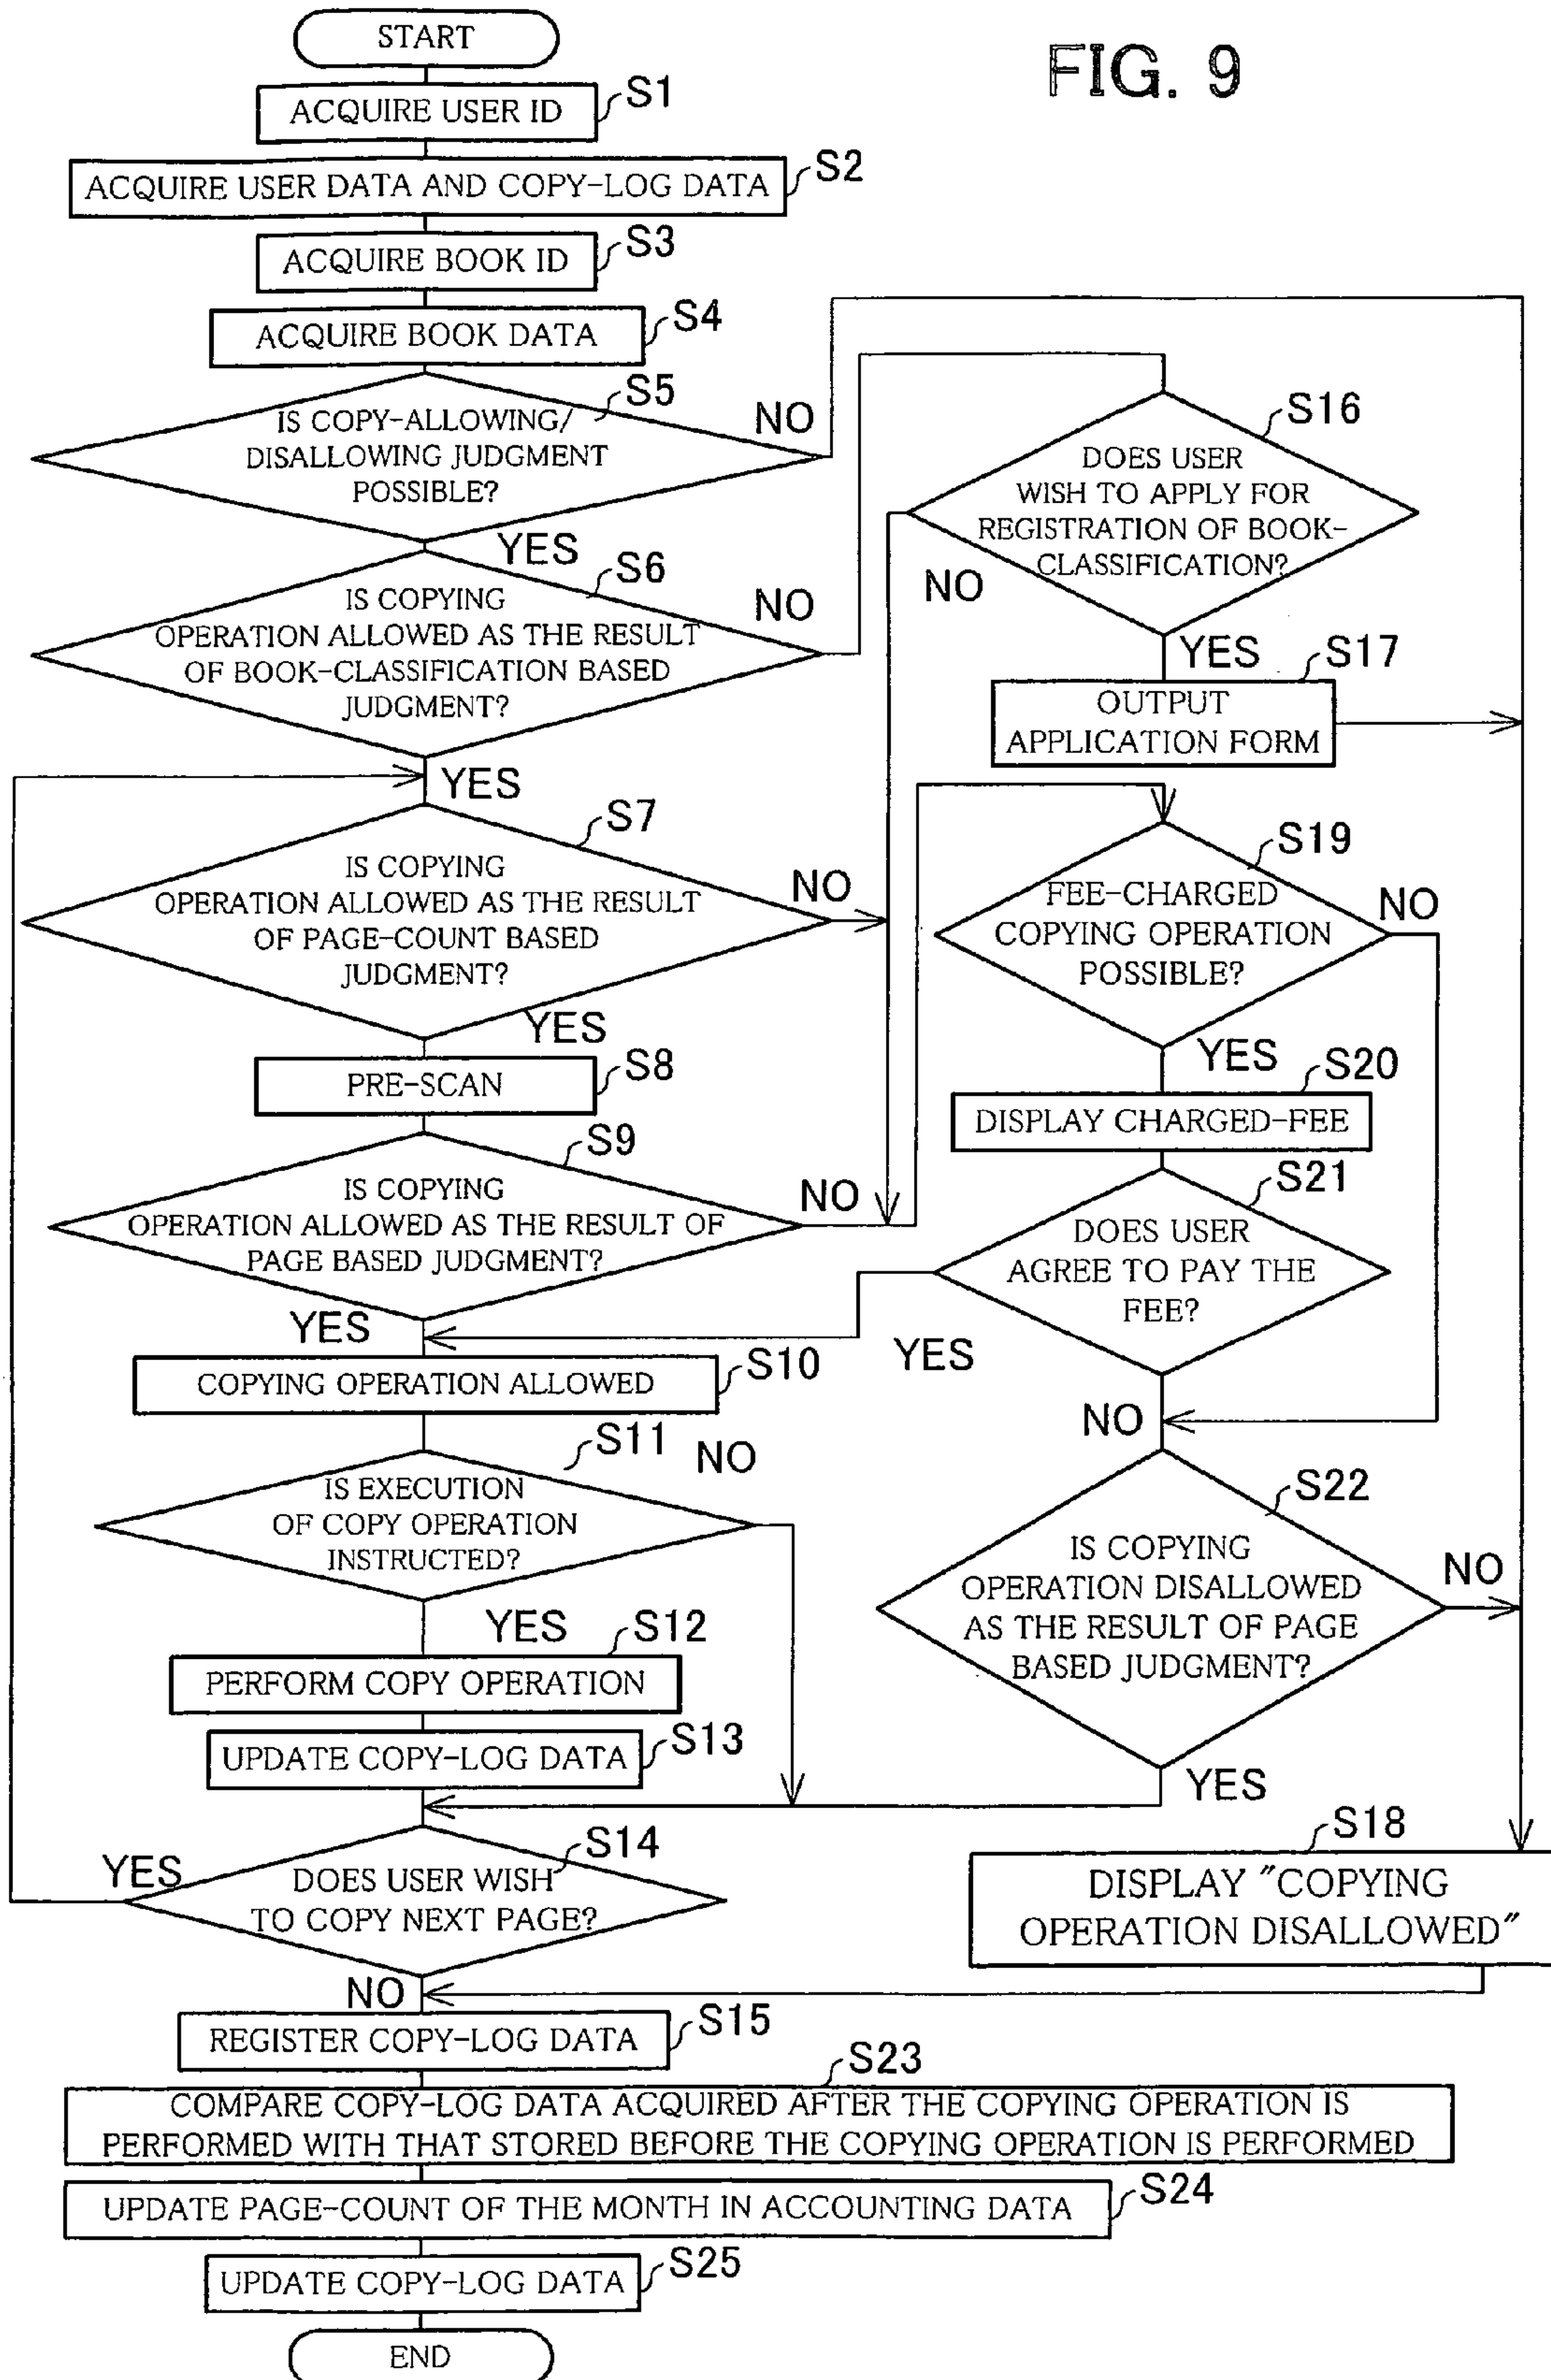 FIG. 9
START
ACQUIRE USER ID
S1
ACQUIRE USER DATA AND COPY-LOG DATA
S2
ACQUIRE BOOK ID
S3
ACQUIRE BOOK DATA
S4
IS COPY-ALLOWING/
DISALLOWING JUDGMENT
POSSIBLE?
S5
NO
YES
IS COPYING
OPERATION ALLOWED AS THE RESULT
OF BOOK-CLASSIFICATION BASED
JUDGMENT?
S6
NO
YES
IS COPYING
OPERATION ALLOWED AS THE RESULT
OF PAGE-COUNT BASED
JUDGMENT?
S7
NO
YES
PRE-SCAN
S8
IS COPYING
OPERATION ALLOWED AS THE RESULT OF
PAGE BASED JUDGMENT?
S9
NO
YES
COPYING OPERATION ALLOWED
S10
IS EXECUTION
OF COPY OPERATION
INSTRUCTED?
S11
NO
YES
PERFORM COPY OPERATION
S12
UPDATE COPY-LOG DATA
S13
DOES USER WISH
TO COPY NEXT PAGE?
S14
YES
NO
REGISTER COPY-LOG DATA
S15
DOES USER
WISH TO APPLY FOR
REGISTRATION OF BOOK-
CLASSIFICATION?
S16
NO
YES
OUTPUT
APPLICATION FORM
S17
FEE-CHARGED
COPYING OPERATION
POSSIBLE?
S19
NO
YES
DISPLAY CHARGED-FEE
S20
DOES USER
AGREE TO PAY THE
FEE?
S21
YES
NO
IS COPYING
OPERATION DISALLOWED
AS THE RESULT OF PAGE
BASED JUDGMENT?
S22
NO
YES
DISPLAY "COPYING
OPERATION DISALLOWED"
S18
COMPARE COPY-LOG DATA ACQUIRED AFTER THE COPYING OPERATION IS
PERFORMED WITH THAT STORED BEFORE THE COPYING OPERATION IS PERFORMED
S23
UPDATE PAGE-COUNT OF THE MONTH IN ACCOUNTING DATA
S24
UPDATE COPY-LOG DATA
S25
END